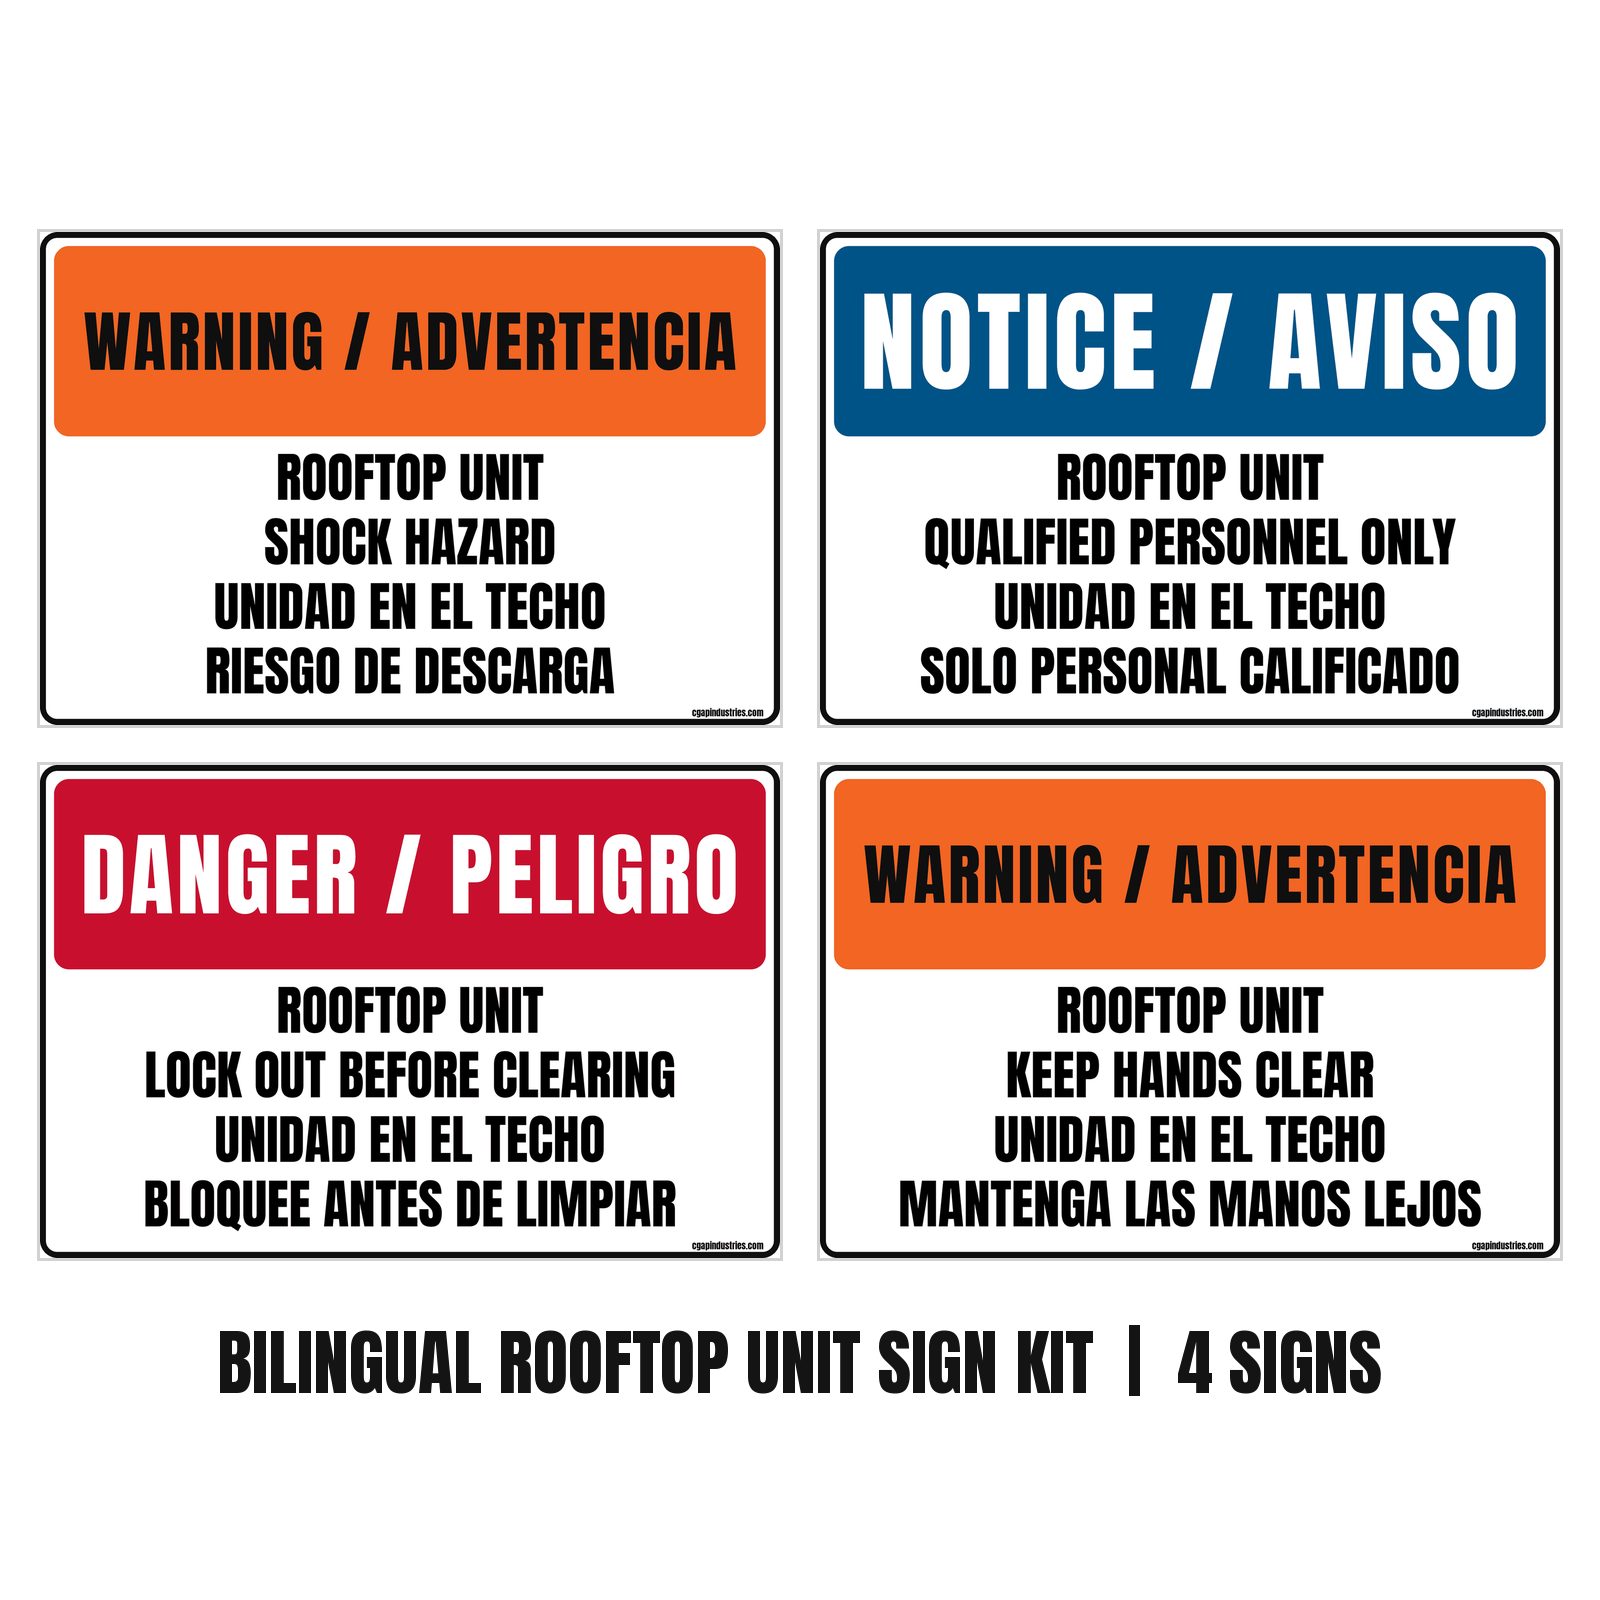 WARNING / ADVERTENCIA
ROOFTOP UNIT
SHOCK HAZARD
UNIDAD EN EL TECHO
RIESGO DE DESCARGA
cgapindustries.com
NOTICE / AVISO
ROOFTOP UNIT
QUALIFIED PERSONNEL ONLY
UNIDAD EN EL TECHO
SOLO PERSONAL CALIFICADO
cgapindustries.com
DANGER / PELIGRO
ROOFTOP UNIT
LOCK OUT BEFORE CLEARING
UNIDAD EN EL TECHO
BLOQUEE ANTES DE LIMPIAR
cgapindustries.com
WARNING / ADVERTENCIA
ROOFTOP UNIT
KEEP HANDS CLEAR
UNIDAD EN EL TECHO
MANTENGA LAS MANOS LEJOS
cgapindustries.com
BILINGUAL ROOFTOP UNIT SIGN KIT | 4 SIGNS